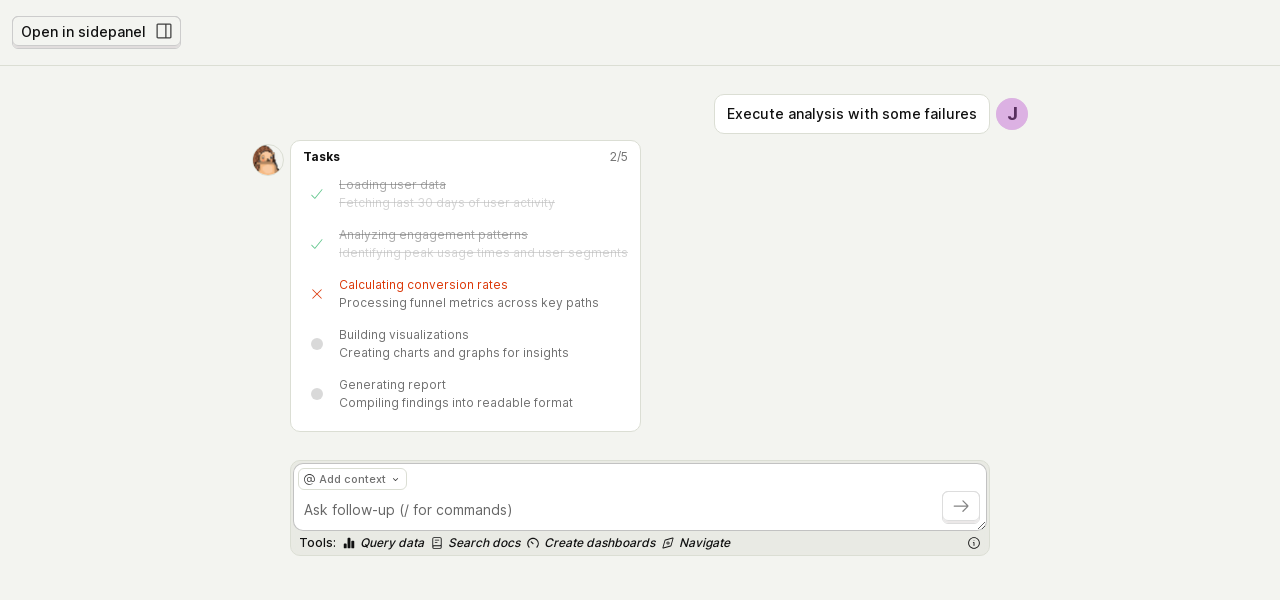 Open in sidepanel
Execute analysis with some failures
J
Tasks 2/5
Loading user data
Fetching last 30 days of user activity
Analyzing engagement patterns
Identifying peak usage times and user segments
Calculating conversion rates
Processing funnel metrics across key paths
Building visualizations
Creating charts and graphs for insights
Generating report
Compiling findings into readable format
@ Add context
Ask follow-up (/ for commands)
Tools: Query data Search docs Create dashboards Navigate